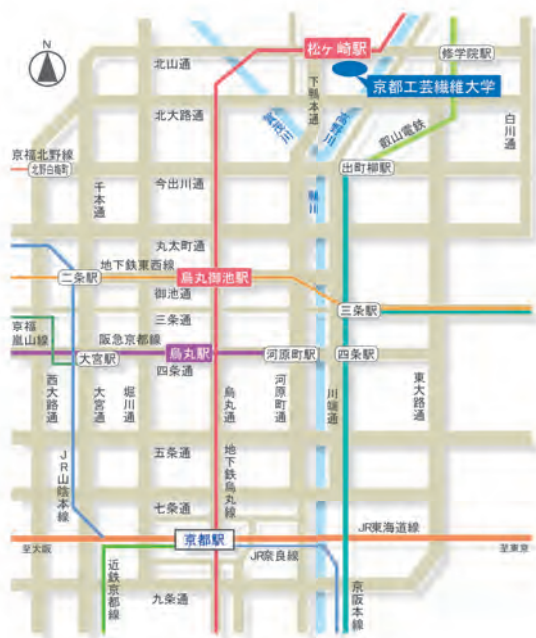 N
松ヶ崎駅
修学院駅
北山通
京都工芸繊維大学
下鴨本通
北大路通
賀茂川
高野川
叡山電鉄
白川通
京福北野線
北野白梅町
出町柳駅
千本通
今出川通
鴨川
丸太町通
地下鉄東西線
二条駅
烏丸御池駅
御池通
三条駅
三条通
京福
嵐山線
阪急京都線
烏丸駅
河原町駅
四条駅
大宮駅
四条通
西大路通
大宮通
堀川通
烏丸通
河原町通
川端通
東大路通
五条通
JR山陰本線
地下鉄烏丸線
七条通
京都駅
JR東海道線
至大阪
至東京
JR奈良線
近鉄京都線
京阪本線
九条通